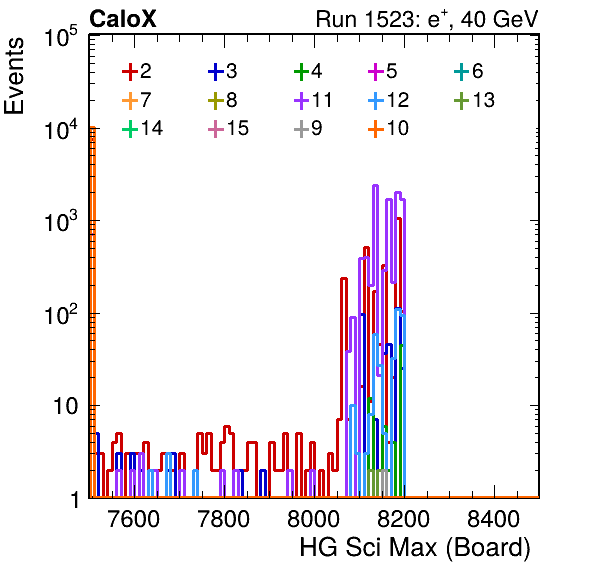 CaloX Run 1523: e⁺, 40 GeV
Events
10⁵
10⁴
10³
10²
10
1
2 3 4 5 6
7 8 11 12 13
14 15 9 10
7600 7800 8000 8200 8400
HG Sci Max (Board)